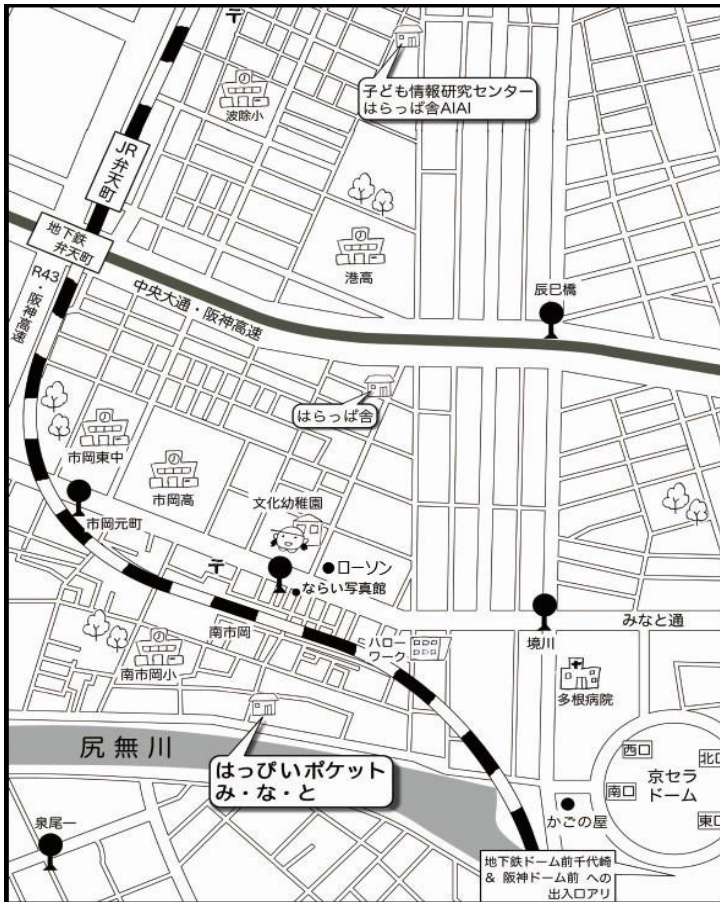 〒
子ども情報研究センター
はらっぱ舎AIAI
波除小
JR弁天町
地下鉄
弁天町
港高
R43・阪神高速
中央大通・阪神高速
辰巳橋
はらっぱ舎
市岡東中
市岡高
文化幼稚園
市岡元町
〒
ローソン
ならい写真館
みなと通
南市岡
ハロー
ワーク
境川
南市岡小
多根病院
尻無川
はっぴいポケット
み・な・と
西口
北口
京セラ
ドーム
南口
東口
かごの屋
泉尾一
地下鉄ドーム前千代崎
& 阪神ドーム前 への
出入口アリ